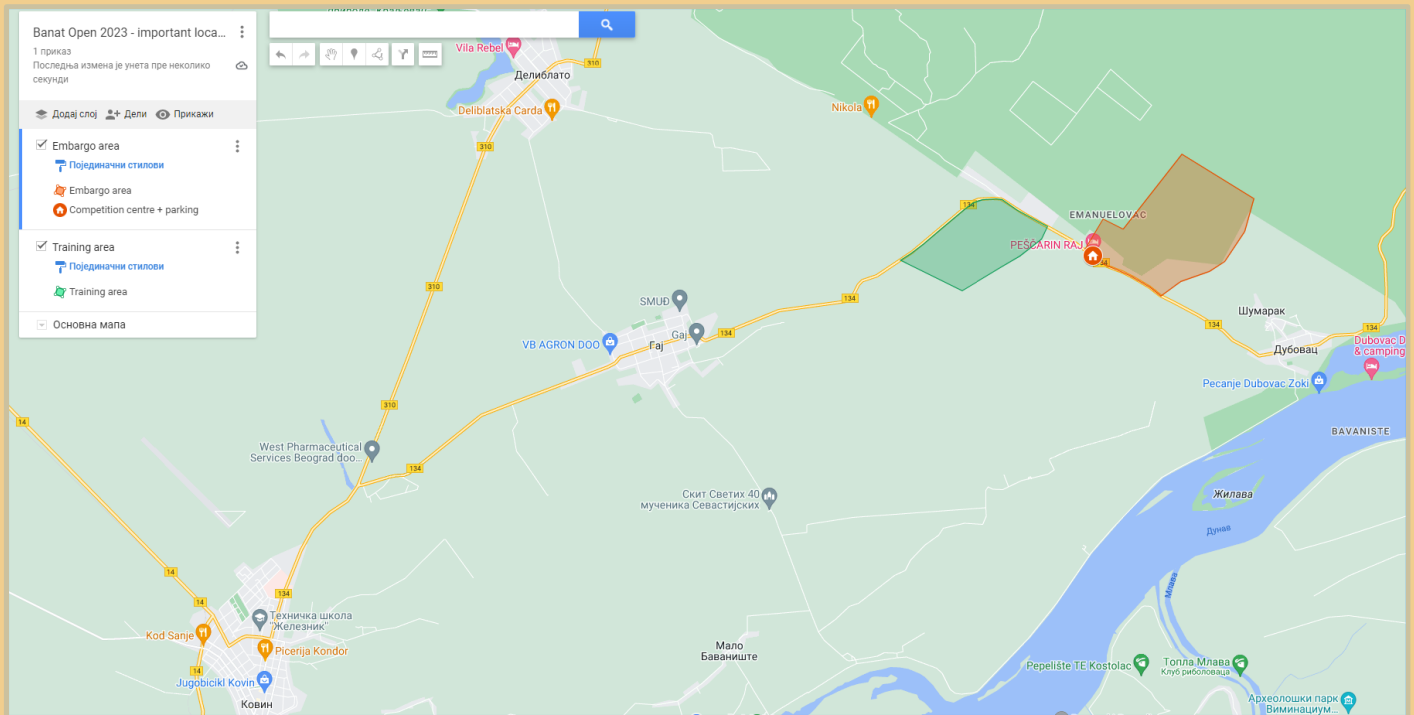 Banat Open 2023 - important loca...
1 приказ
Последња измена је унета пре неколико
секунди
Додај слој
Дели
Прикажи
Embargo area
Појединачни стилови
Embargo area
Competition centre + parking
Training area
Појединачни стилови
Training area
Основна мапа
Vila Rebel
310
Делиблато
Deliblatska Carda
310
Nikola
134
EMANUELOVAC
PEŠČARIN RAJ
310
SMUĐ
134
Gaj
134
VB AGRON DOO
Гај
Шумарак
134
134
Дубовац
Dubovac D
& camping
Pecanje Dubovac Zoki
310
14
BAVANISTE
West Pharmaceutical
Services Beograd doo...
134
Скит Светих 40
мученика Севастијских
Жилава
Дунав
Млава
14
14
134
Техничка школа
"Железник"
Kod Sanje
Picerija Kondor
14
Jugobicikl Kovin
Ковин
Мало
Баваниште
Pepelište TE Kostolac
Топла Млава
Клуб риболоваца
Археолошки парк
Виминацијум...